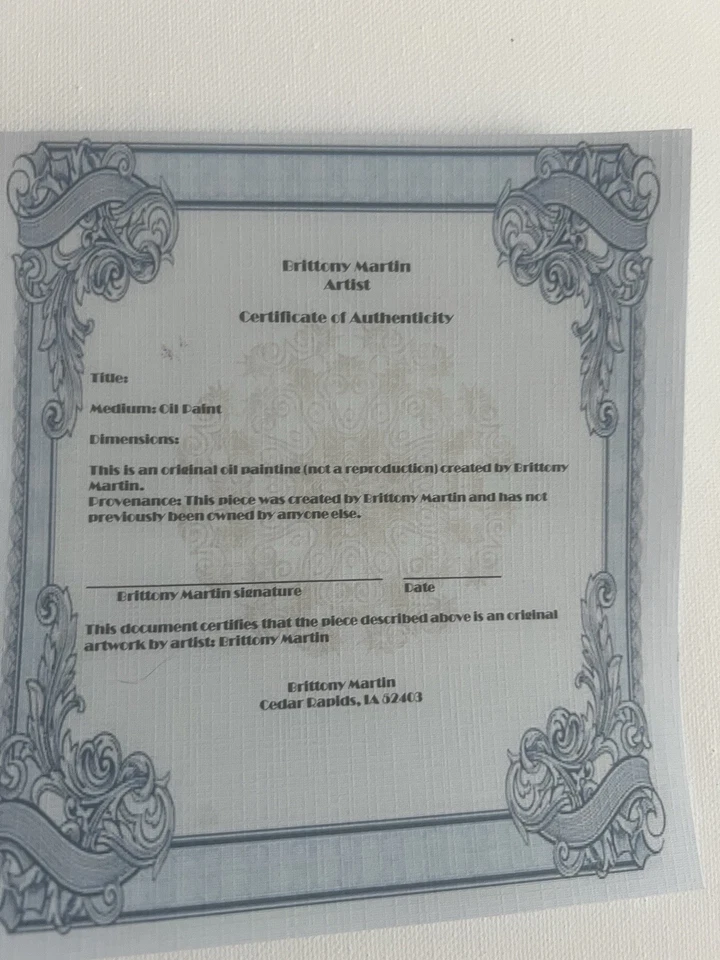 Brittony Martin
Artist
Certificate of Authenticity
Title:
Medium: Oil Paint
Dimensions:
This is an original oil painting (not a reproduction) created by Brittony
Martin.
Provenance: This piece was created by Brittony Martin and has not
previously been owned by anyone else.
Brittony Martin signature
Date
This document certifies that the piece described above is an original
artwork by artist: Brittony Martin
Brittony Martin
Cedar Rapids, IA 52403